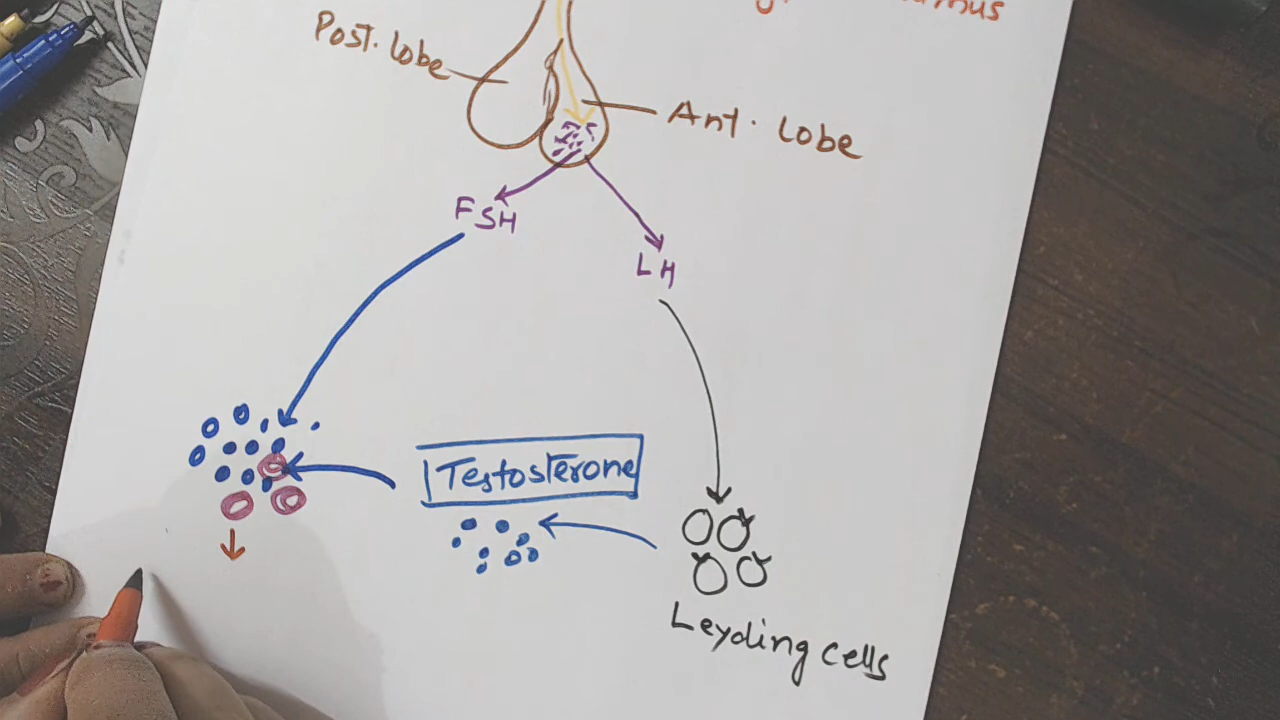 Post. lobe
Ant. lobe
FSH
LH
Testosterone
Leyding cells